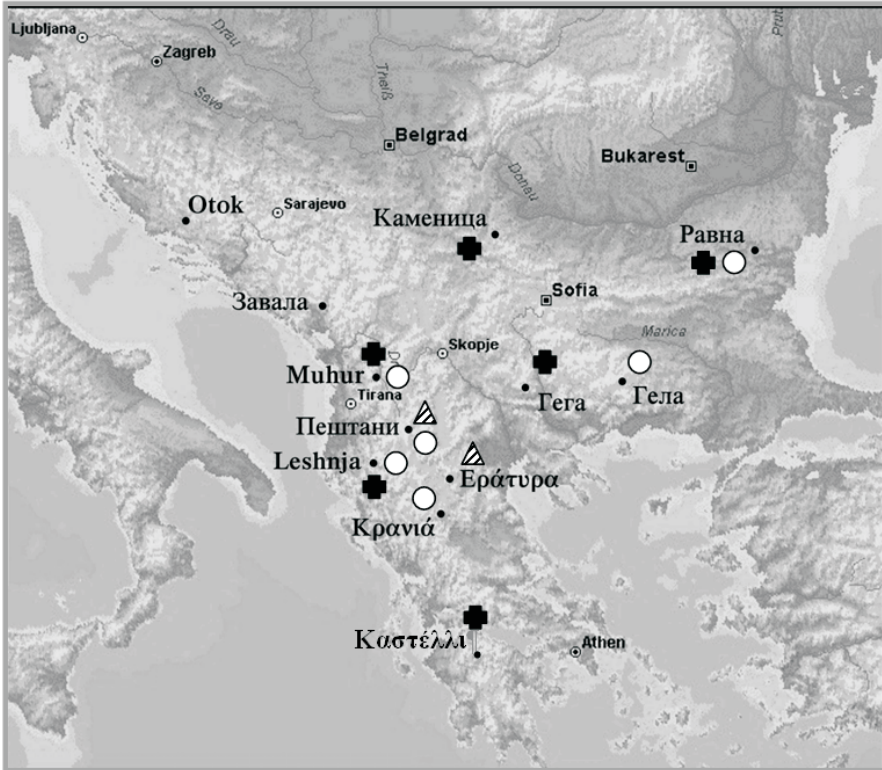 Ljubljana
Drau
Prut
Zagreb
Theiß
Save
Belgrad
Bukarest
Donau
Otok
Sarajevo
Каменица
Равна
Завала
Sofia
Marica
Skopje
Muhur
Tirana
Гега
Гела
Пештани
Leshnja
Εράτυρα
Κρανιά
Καστέλλι
Athen